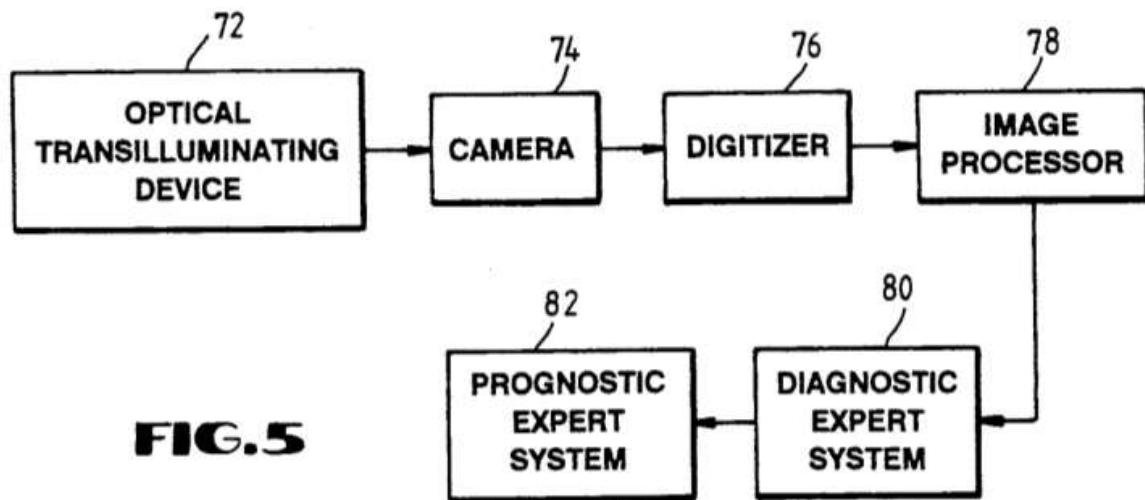 72
74
76
78
OPTICAL
TRANSILLUMINATING
DEVICE
CAMERA
DIGITIZER
IMAGE
PROCESSOR
82
80
PROGNOSTIC
EXPERT
SYSTEM
DIAGNOSTIC
EXPERT
SYSTEM
FIG.5